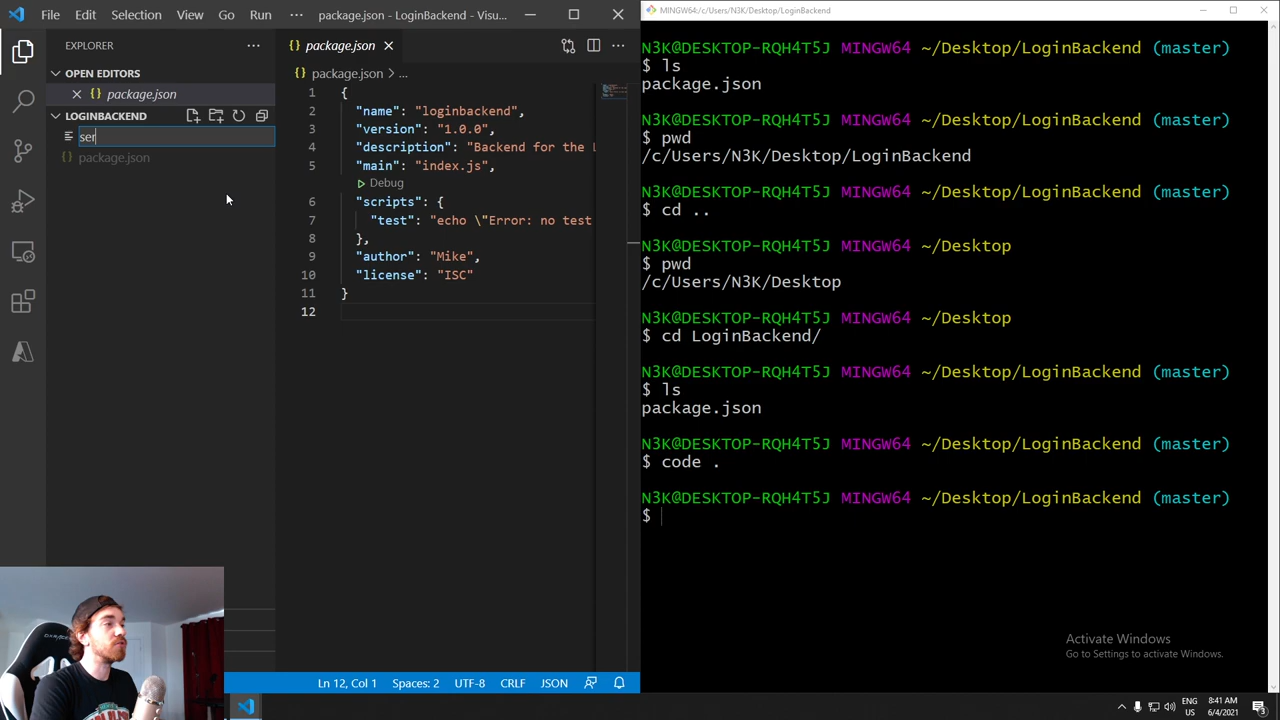 File Edit Selection View Go Run ··· package.json - LoginBackend - Visu...
EXPLORER
OPEN EDITORS
package.json
LOGINBACKEND
ser
package.json
package.json
package.json > ...
1 {
2 "name": "loginbackend",
3 "version": "1.0.0",
4 "description": "Backend for the L
5 "main": "index.js",
Debug
6 "scripts": {
7 "test": "echo \"Error: no test
8 },
9 "author": "Mike",
10 "license": "ISC"
11 }
12
Ln 12, Col 1 Spaces: 2 UTF-8 CRLF JSON
MINGW64:/c/Users/N3K/Desktop/LoginBackend
N3K@DESKTOP-RQH4T5J MINGW64 ~/Desktop/LoginBackend (master)
$ ls
package.json
N3K@DESKTOP-RQH4T5J MINGW64 ~/Desktop/LoginBackend (master)
$ pwd
/c/Users/N3K/Desktop/LoginBackend
N3K@DESKTOP-RQH4T5J MINGW64 ~/Desktop/LoginBackend (master)
$ cd ..
N3K@DESKTOP-RQH4T5J MINGW64 ~/Desktop
$ pwd
/c/Users/N3K/Desktop
N3K@DESKTOP-RQH4T5J MINGW64 ~/Desktop
$ cd LoginBackend/
N3K@DESKTOP-RQH4T5J MINGW64 ~/Desktop/LoginBackend (master)
$ ls
package.json
N3K@DESKTOP-RQH4T5J MINGW64 ~/Desktop/LoginBackend (master)
$ code .
N3K@DESKTOP-RQH4T5J MINGW64 ~/Desktop/LoginBackend (master)
$
Activate Windows
Go to Settings to activate Windows.
ENG
US
8:41 AM
6/4/2021
3